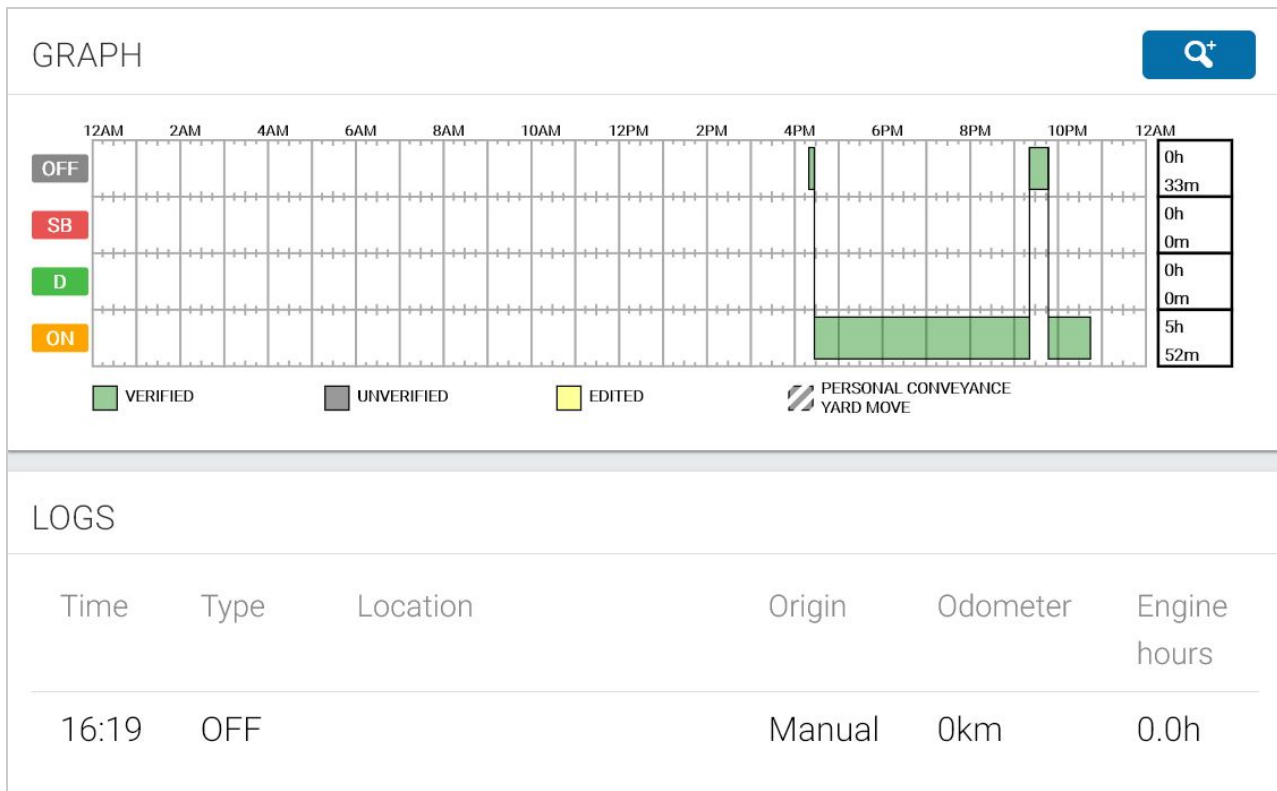 GRAPH
12AM 2AM 4AM 6AM 8AM 10AM 12PM 2PM 4PM 6PM 8PM 10PM 12AM
OFF 0h
33m
SB 0h
0m
D 0h
0m
ON 5h
52m
VERIFIED UNVERIFIED EDITED PERSONAL CONVEYANCE
YARD MOVE
LOGS
Time Type Location Origin Odometer Engine
hours
16:19 OFF Manual 0km 0.0h